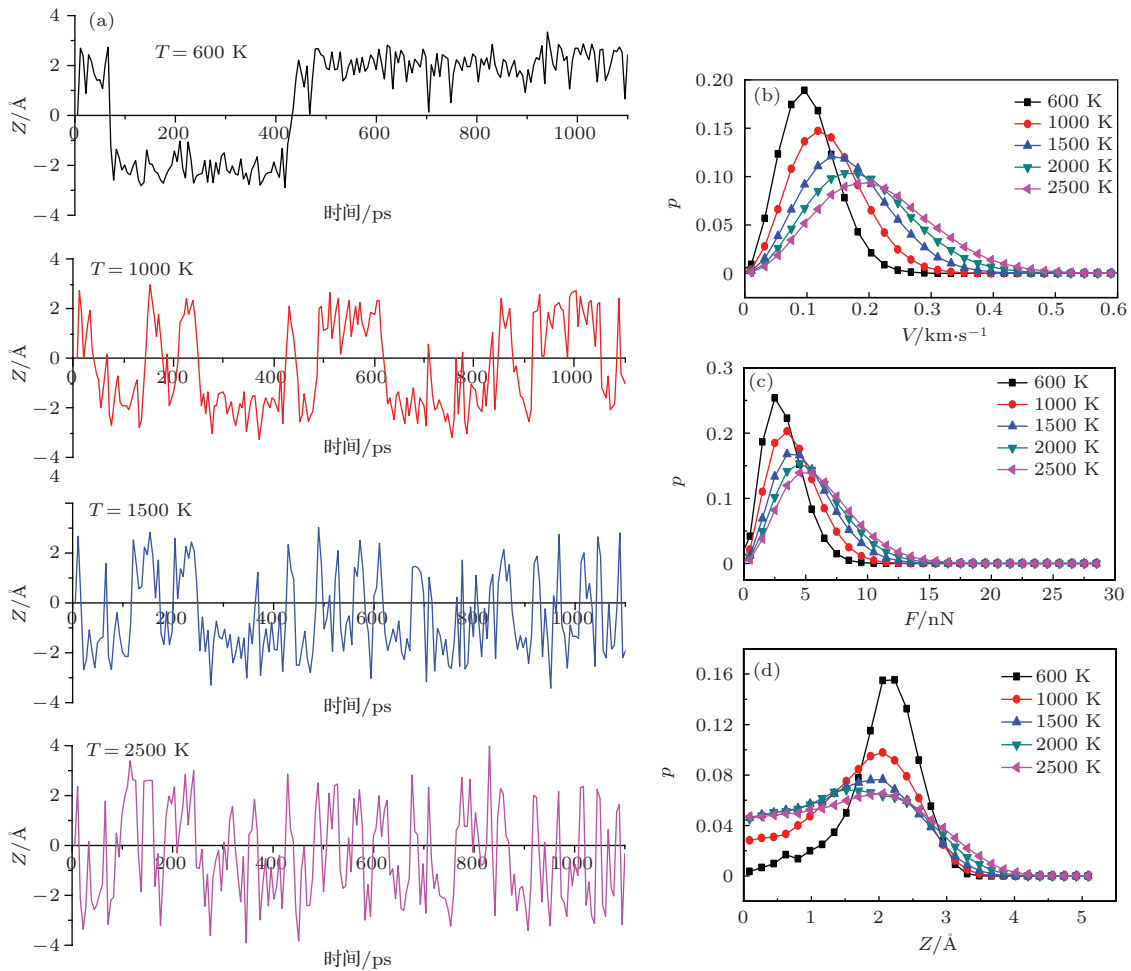 (a)
T = 600 K
4
2
0
−2
−4
Z/Å
0 200 400 600 800 1000
时间/ps
T = 1000 K
4
2
0
−2
−4
Z/Å
0 200 400 600 800 1000
时间/ps
4
T = 1500 K
2
0
−2
−4
Z/Å
0 200 400 600 800 1000
时间/ps
T = 2500 K
4
2
0
−2
−4
Z/Å
0 200 400 600 800 1000
时间/ps
(b)
600 K
1000 K
1500 K
2000 K
2500 K
0.20
0.15
0.10
0.05
0
p
0 0.1 0.2 0.3 0.4 0.5 0.6
V/km·s⁻¹
(c)
600 K
1000 K
1500 K
2000 K
2500 K
0.3
0.2
0.1
0
p
0 5 10 15 20 25 30
F/nN
(d)
600 K
1000 K
1500 K
2000 K
2500 K
0.16
0.12
0.08
0.04
0
p
0 1 2 3 4 5
Z/Å